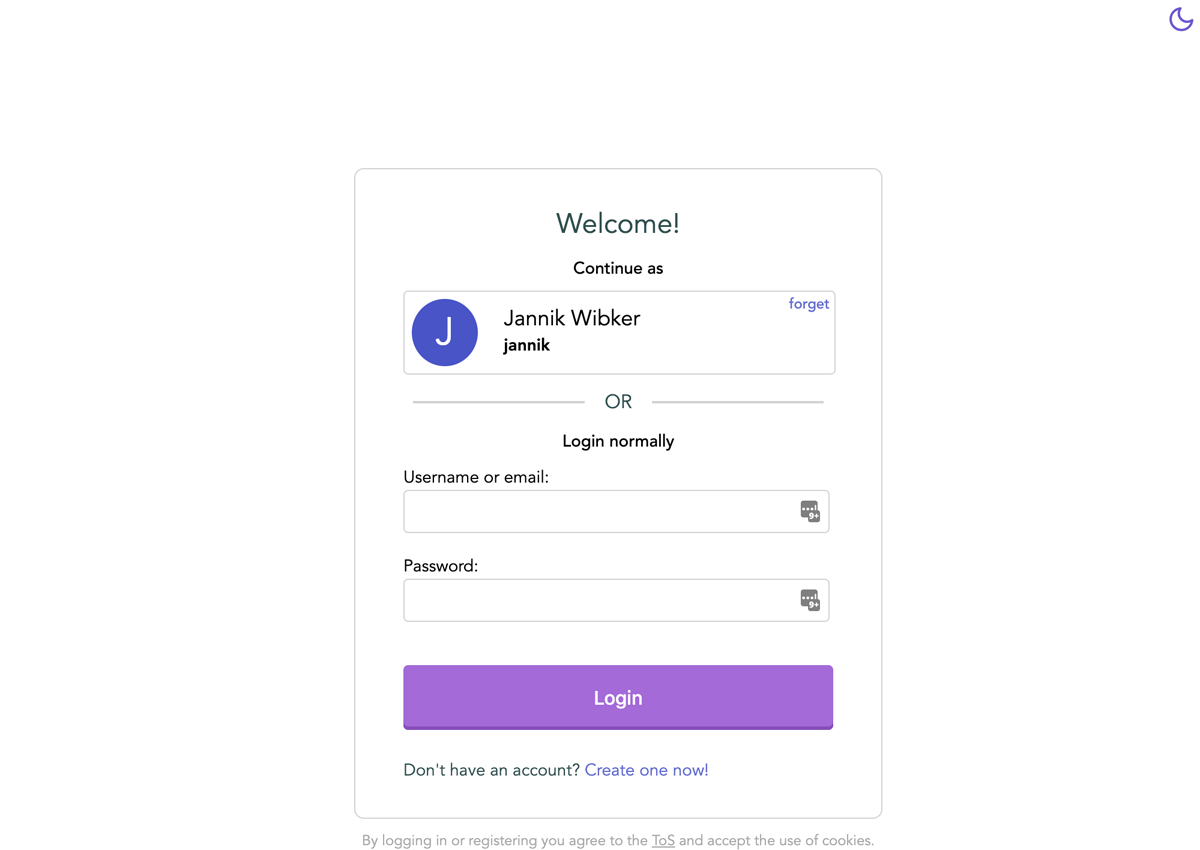 Welcome!
Continue as
forget
J
Jannik Wibker
jannik
OR
Login normally
Username or email:
9+
Password:
9+
Login
Don't have an account? Create one now!
By logging in or registering you agree to the ToS and accept the use of cookies.